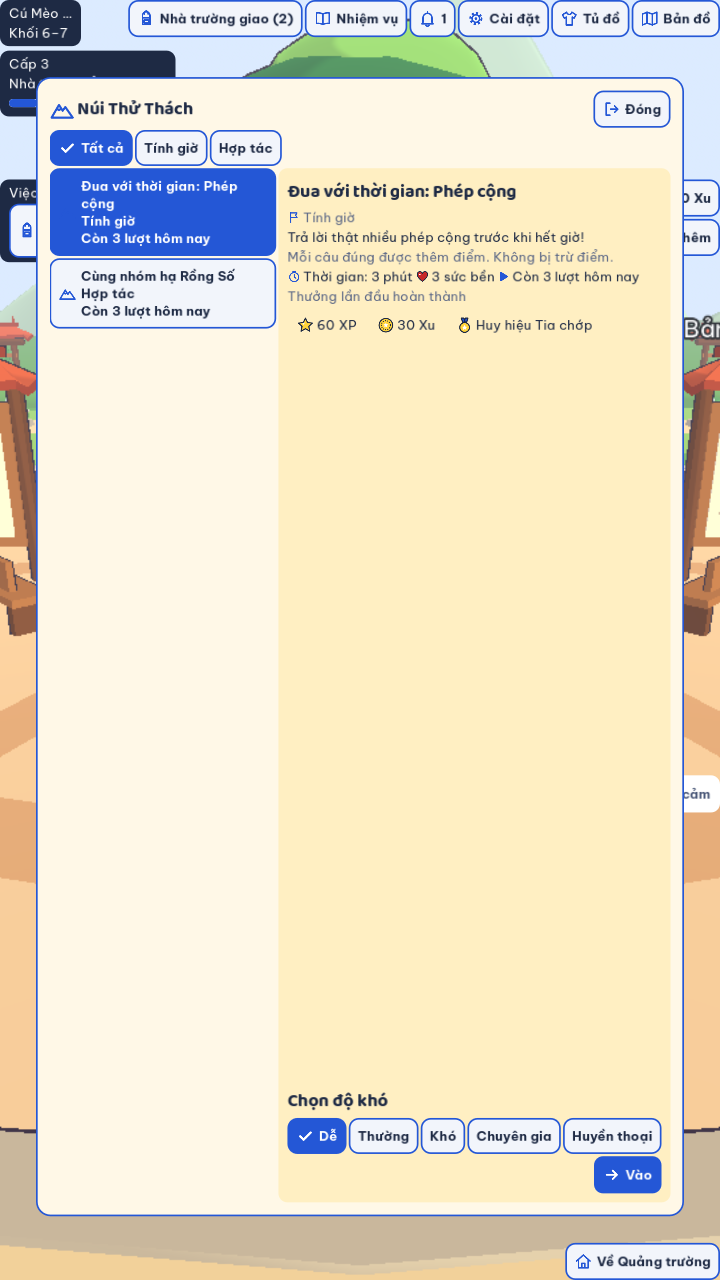 Cú Mèo ...
Khối 6–7
Nhà trường giao (2)
Nhiệm vụ
1
Cài đặt
Tủ đồ
Bản đồ
Cấp 3
Nhà
Núi Thử Thách
Đóng
Tất cả
Tính giờ
Hợp tác
Việc
0 Xu
Đua với thời gian: Phép
cộng
Tính giờ
Còn 3 lượt hôm nay
Cùng nhóm hạ Rồng Số
Hợp tác
Còn 3 lượt hôm nay
Đua với thời gian: Phép cộng
Tính giờ
Trả lời thật nhiều phép cộng trước khi hết giờ!
Mỗi câu đúng được thêm điểm. Không bị trừ điểm.
Thời gian: 3 phút 3 sức bền Còn 3 lượt hôm nay
Thưởng lần đầu hoàn thành
60 XP
30 Xu
Huy hiệu Tia chớp
cảm
Chọn độ khó
Dễ
Thường
Khó
Chuyên gia
Huyền thoại
Vào
Về Quảng trường